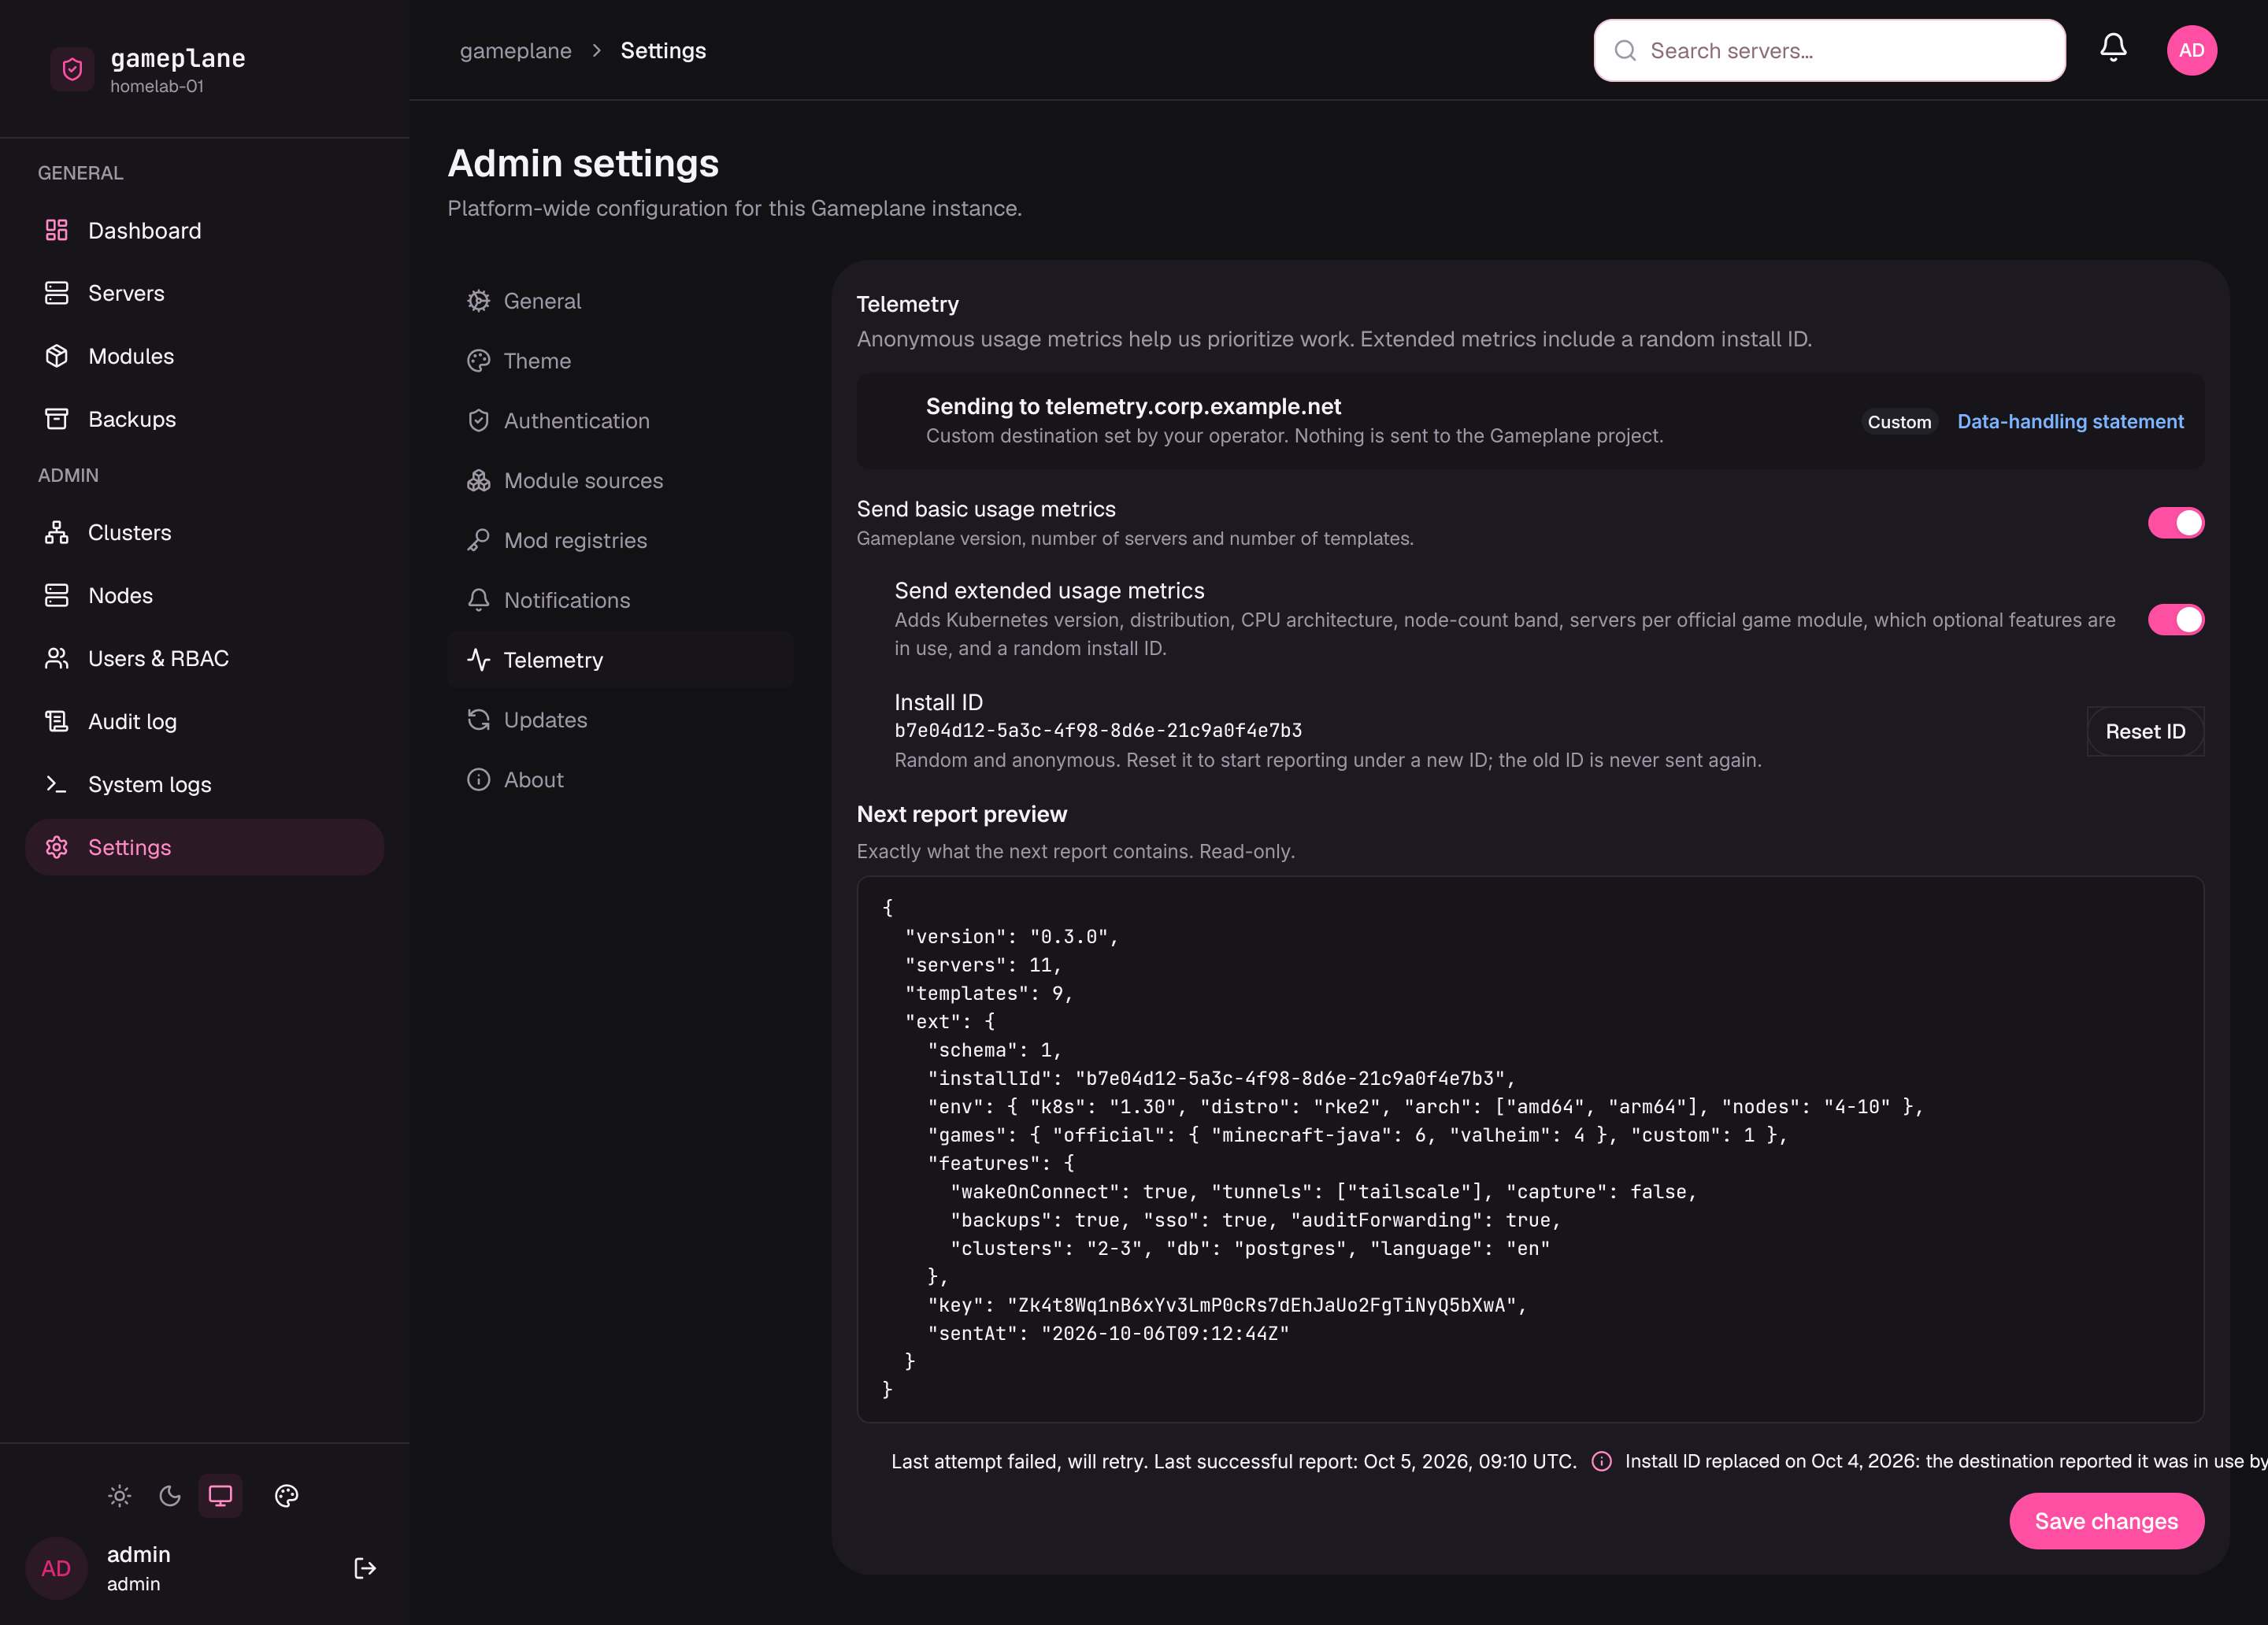 gameplane
homelab-01
GENERAL
Dashboard
Servers
Modules
Backups
ADMIN
Clusters
Nodes
Users & RBAC
Audit log
System logs
Settings
AD
admin
admin
gameplane > Settings
Search servers...
AD
Admin settings
Platform-wide configuration for this Gameplane instance.
General
Theme
Authentication
Module sources
Mod registries
Notifications
Telemetry
Updates
About
Telemetry
Anonymous usage metrics help us prioritize work. Extended metrics include a random install ID.
Sending to telemetry.corp.example.net
Custom destination set by your operator. Nothing is sent to the Gameplane project.
Custom
Data-handling statement
Send basic usage metrics
Gameplane version, number of servers and number of templates.
Send extended usage metrics
Adds Kubernetes version, distribution, CPU architecture, node-count band, servers per official game module, which optional features are
in use, and a random install ID.
Install ID
b7e04d12-5a3c-4f98-8d6e-21c9a0f4e7b3
Random and anonymous. Reset it to start reporting under a new ID; the old ID is never sent again.
Reset ID
Next report preview
Exactly what the next report contains. Read-only.
{
  "version": "0.3.0",
  "servers": 11,
  "templates": 9,
  "ext": {
    "schema": 1,
    "installId": "b7e04d12-5a3c-4f98-8d6e-21c9a0f4e7b3",
    "env": { "k8s": "1.30", "distro": "rke2", "arch": ["amd64", "arm64"], "nodes": "4-10" },
    "games": { "official": { "minecraft-java": 6, "valheim": 4 }, "custom": 1 },
    "features": {
      "wakeOnConnect": true, "tunnels": ["tailscale"], "capture": false,
      "backups": true, "sso": true, "auditForwarding": true,
      "clusters": "2-3", "db": "postgres", "language": "en"
    },
    "key": "Zk4t8Wq1nB6xYv3LmP0cRs7dEhJaUo2FgTiNyQ5bXwA",
    "sentAt": "2026-10-06T09:12:44Z"
  }
}
Last attempt failed, will retry. Last successful report: Oct 5, 2026, 09:10 UTC.
Install ID replaced on Oct 4, 2026: the destination reported it was in use by
Save changes